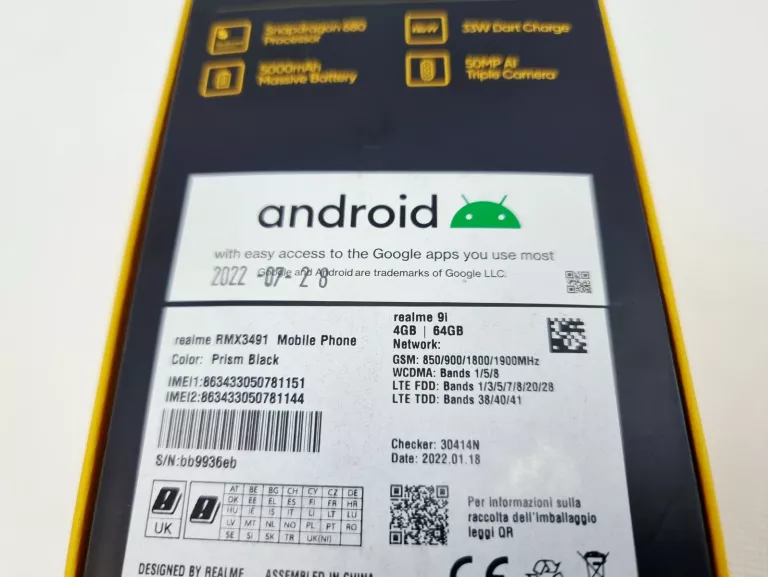 Snapdragon 680
Processor
33W Dart Charge
5000mAh
Massive Battery
50MP AI
Triple Camera
android
with easy access to the Google apps you use most
Google and Android are trademarks of Google LLC.
2022 -07- 28
realme RMX3491 Mobile Phone
Color: Prism Black
IMEI1:863433050781151
IMEI2:863433050781144
S/N:bb9936eb
realme 9i
4GB | 64GB
Network:
GSM: 850/900/1800/1900MHz
WCDMA: Bands 1/5/8
LTE FDD: Bands 1/3/5/7/8/20/28
LTE TDD: Bands 38/40/41
Checker: 30414N
Date: 2022.01.18
UK
AT BE BG CH CY CZ DE
DK EE EL ES FI FR HR
HU IE IS IT LI LT LU
LV MT NL NO PL PT RO
SE SI SK TR UK(NI)
Per informazioni sulla
raccolta dell'imballaggio
leggi QR
DESIGNED BY REALME ASSEMBLED IN CHINA
CE